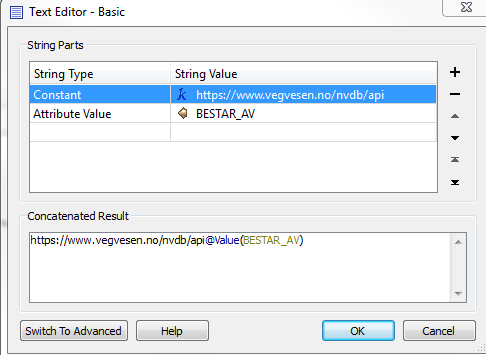 Text Editor - Basic
String Parts
String Type String Value
Constant https://www.vegvesen.no/nvdb/api
Attribute Value BESTAR_AV
Concatenated Result
https://www.vegvesen.no/nvdb/api@Value(BESTAR_AV)
Switch To Advanced Help OK Cancel